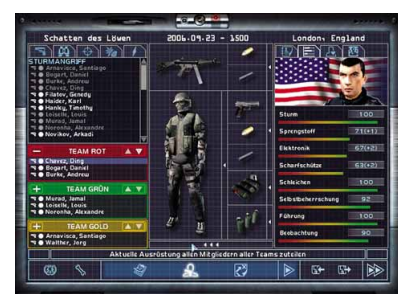 Schatten des Löwen
2006.09.23 - 1500
London, England
STURMANGRIFF
Arnavisca, Santiago
Bogart, Daniel
Burke, Andrew
Chavez, Ding
Filatov, Genedy
Haider, Karl
Hanley, Timothy
Loiselle, Louis
Murad, Jamal
Noronha, Alejandro
Novikov, Arkadi
TEAM ROT
Chavez, Ding
Bogart, Daniel
Burke, Andrew
TEAM GRÜN
Murad, Jamal
Loiselle, Louis
Noronha, Alejandro
TEAM GOLD
Arnavisca, Santiago
Walther, Jorg
Sturm 100
Sprengstoff 71(+1)
Elektronik 67(+2)
Scharfschütze 63(+2)
Schleichen 100
Selbstbeherrschung 92
Führung 100
Beobachtung 90
Aktuelle Ausrüstung allen Mitgliedern aller Teams zuteilen